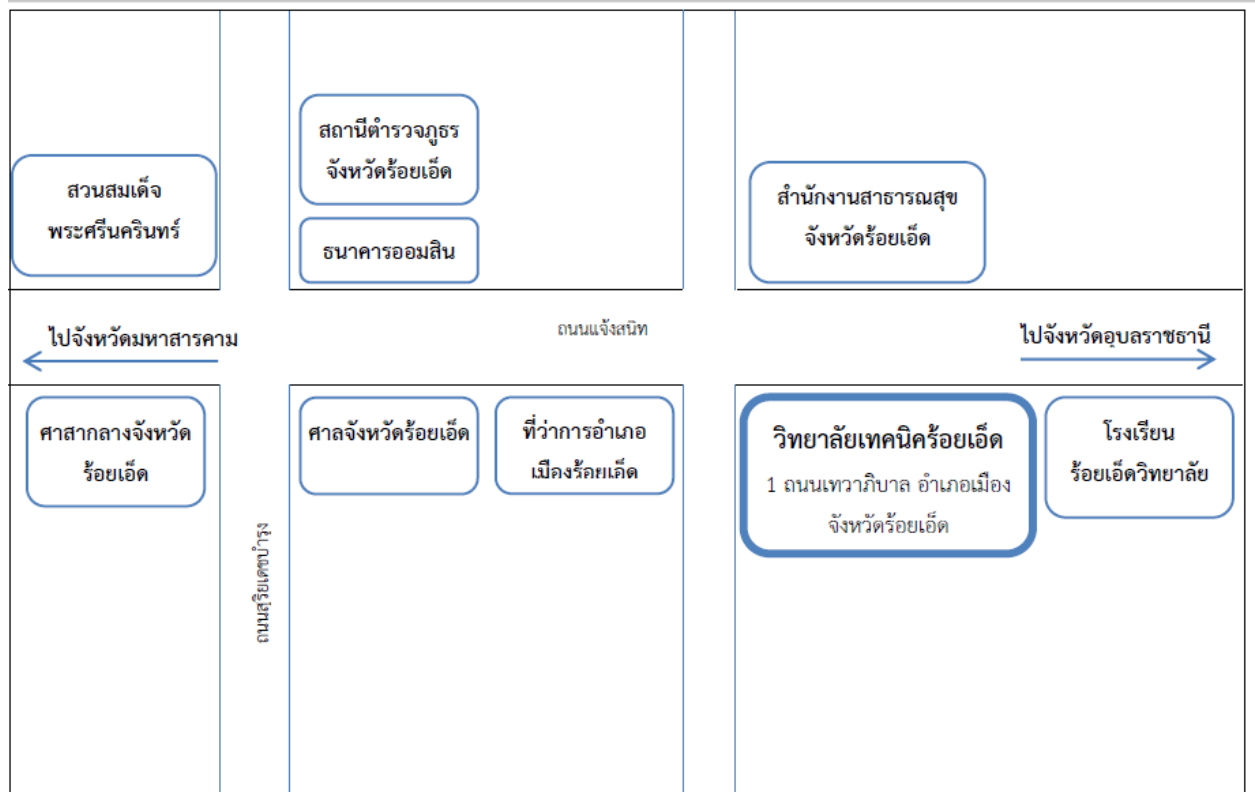 สถานีตำรวจภูธร
จังหวัดร้อยเอ็ด
สวนสมเด็จ
พระศรีนครินทร์
ธนาคารออมสิน
สำนักงานสาธารณสุข
จังหวัดร้อยเอ็ด
ไปจังหวัดมหาสารคาม
ถนนแจ้งสนิท
ไปจังหวัดอุบลราชธานี
ศาสากลางจังหวัด
ร้อยเอ็ด
ศาลจังหวัดร้อยเอ็ด
ที่ว่าการอำเภอ
เมืองร้อยเอ็ด
วิทยาลัยเทคนิคร้อยเอ็ด
1 ถนนเทวาภิบาล อำเภอเมือง
จังหวัดร้อยเอ็ด
โรงเรียน
ร้อยเอ็ดวิทยาลัย
ถนนสุริยเดชบำรุง